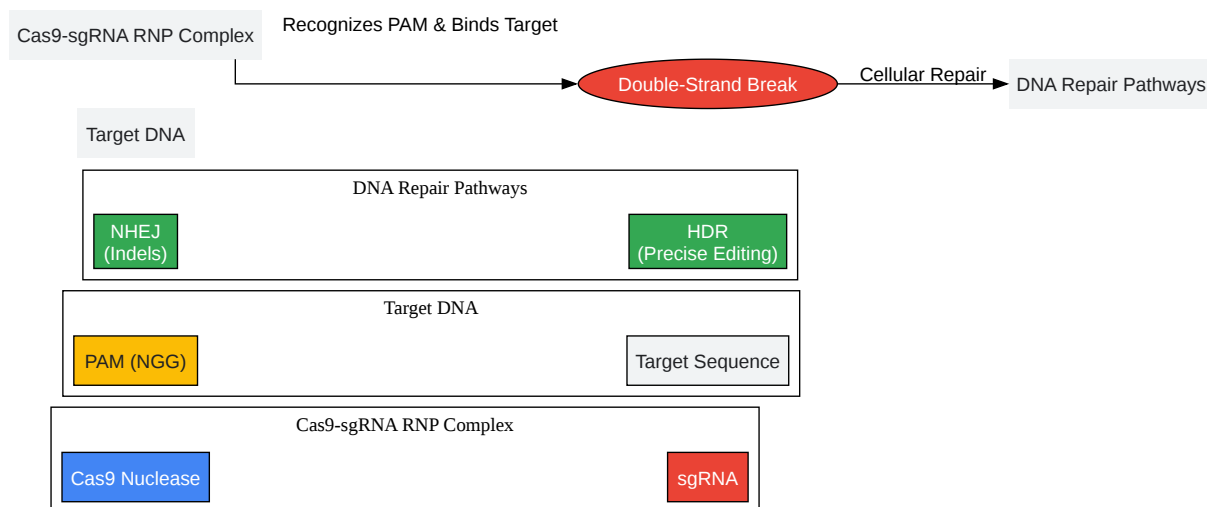 Cas9-sgRNA RNP Complex
Recognizes PAM & Binds Target
Double-Strand Break
Cellular Repair
DNA Repair Pathways
Target DNA
DNA Repair Pathways
NHEJ
(Indels)
HDR
(Precise Editing)
Target DNA
PAM (NGG)
Target Sequence
Cas9-sgRNA RNP Complex
Cas9 Nuclease
sgRNA